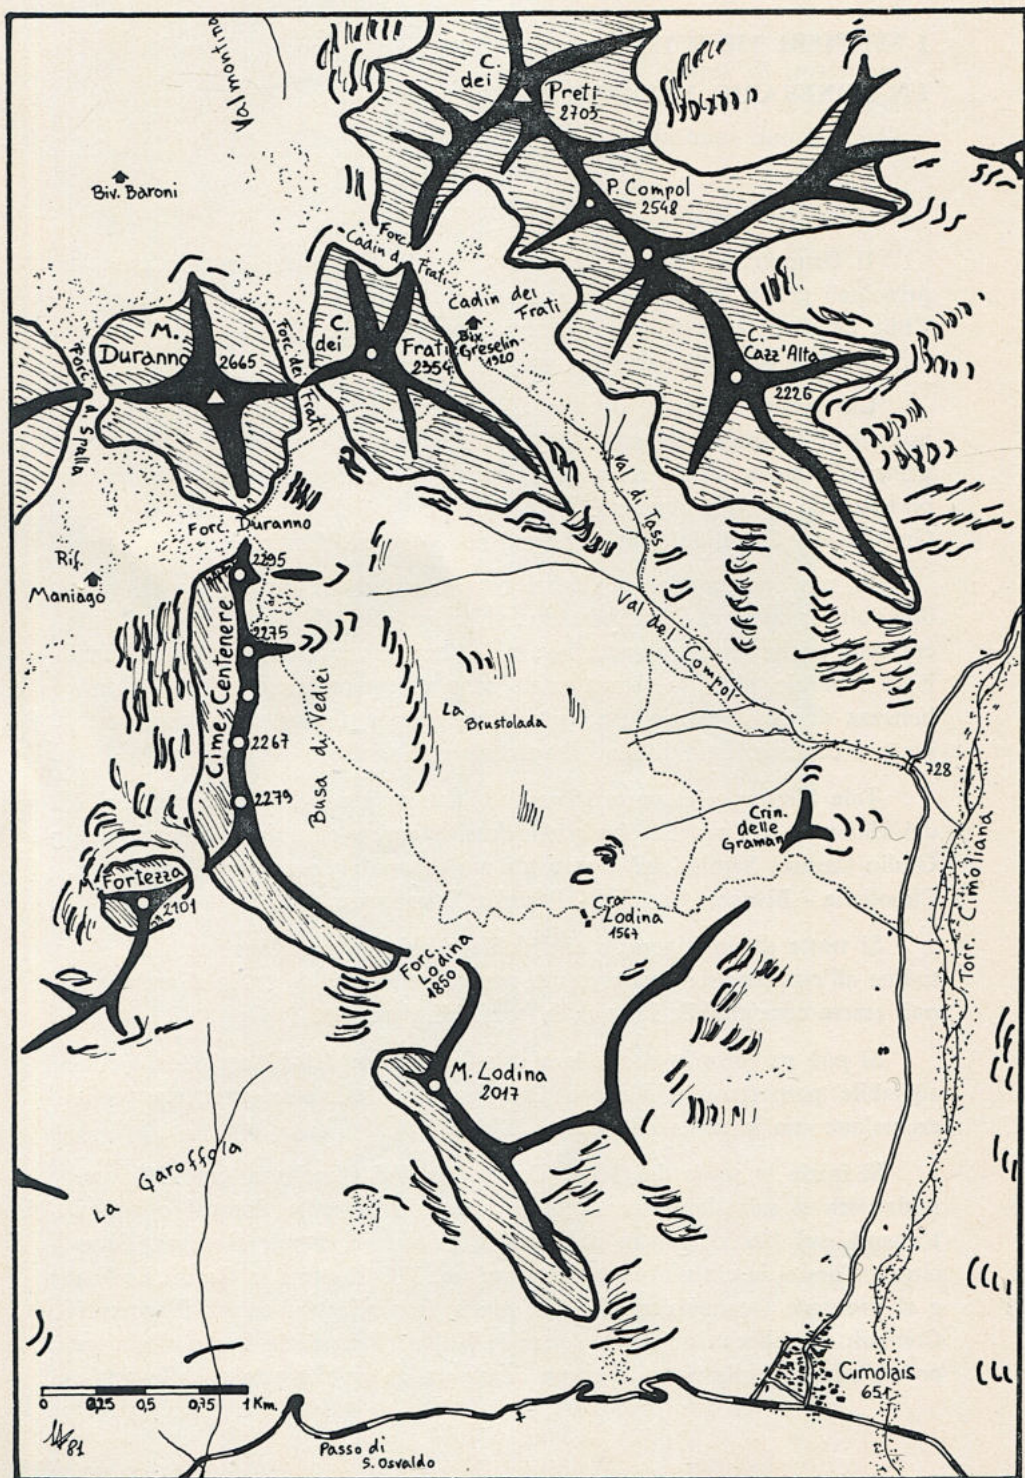 Val montina
C.
dei
Preti
2703
Biv. Baroni
P. Compol
2548
Forc.
Cadin d. Frati
Cadin dei
Frati
M.
Duranno
2665
Forc. dei
Frati
C.
dei
Frati
2354
Biv.
Greselin
1920
C.
Cazz'Alta
2226
Forc.
d. Spalla
Val di Tass
Forc. Duranno
Rif.
Maniago
2295
Val del Compol
2275
Cime Centenere
Busa di Vediei
La
Brustolada
2267
2279
728
Crin.
delle
Graman
Torr. Cimoliana
M. Fortezza
2101
C.ra
Lodina
1567
Forc.
Lodina
1850
M. Lodina
2017
La Garoffola
Cimolais
651
0 0,25 0,5 0,75 1 Km.
81
Passo di
S. Osvaldo